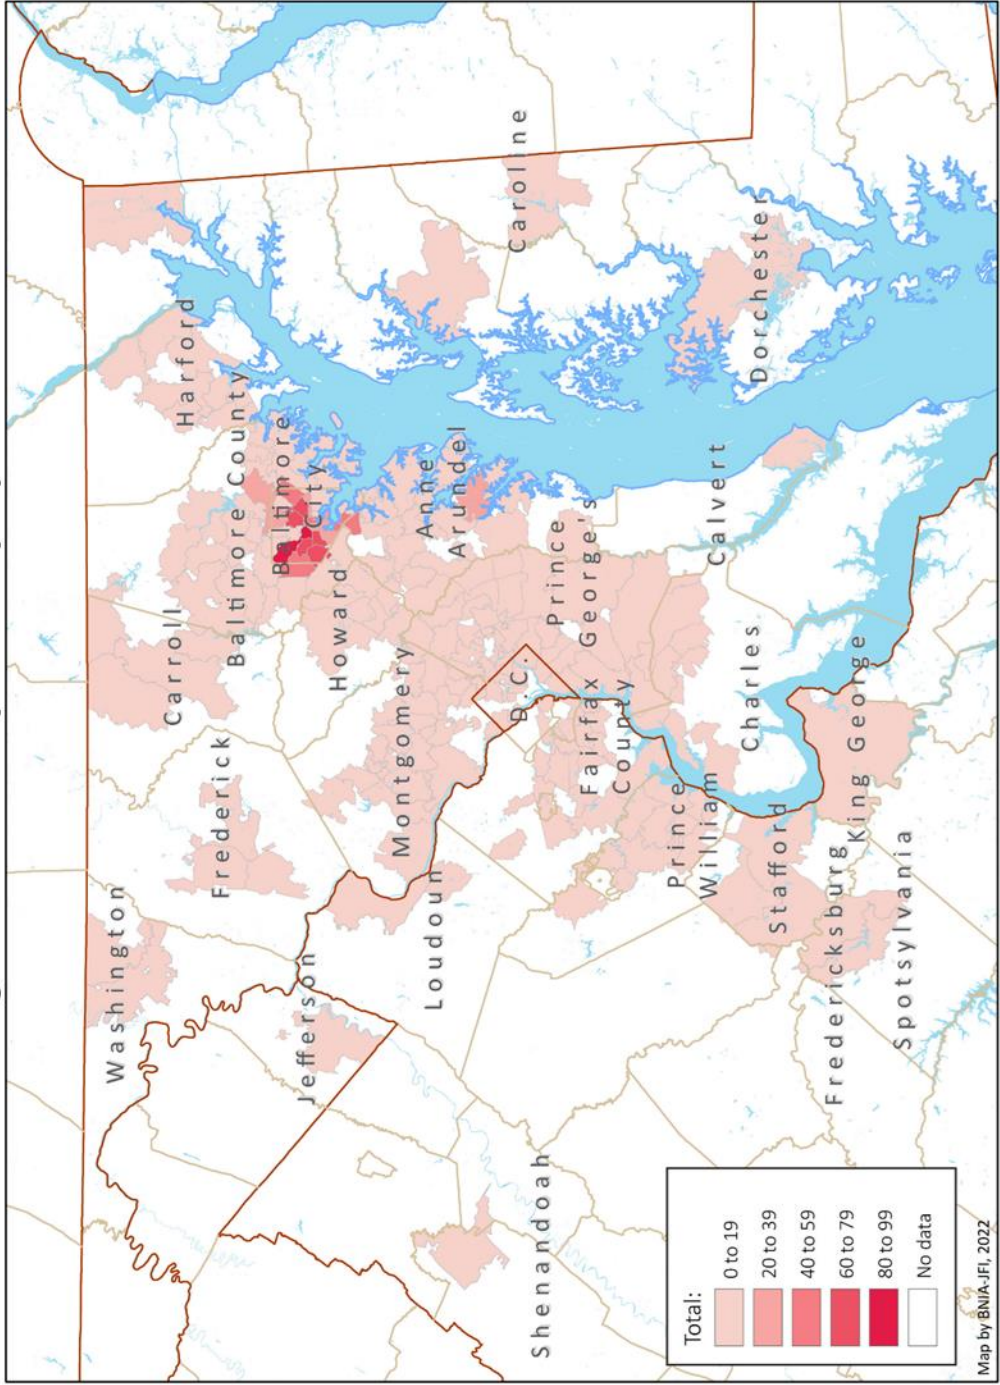 Washington
Carroll
Harford
Frederick
Baltimore County
Baltimore
City
Jefferson
Howard
Montgomery
Anne
Arundel
Loudoun
Caroline
D.C.
Prince
George's
Fairfax
County
Shenandoah
Prince
William
Calvert
Charles
Dorchester
Stafford
King George
Fredericksburg
Spotsylvania
Total:
0 to 19
20 to 39
40 to 59
60 to 79
80 to 99
No data
Map by BNIA-JFI, 2022